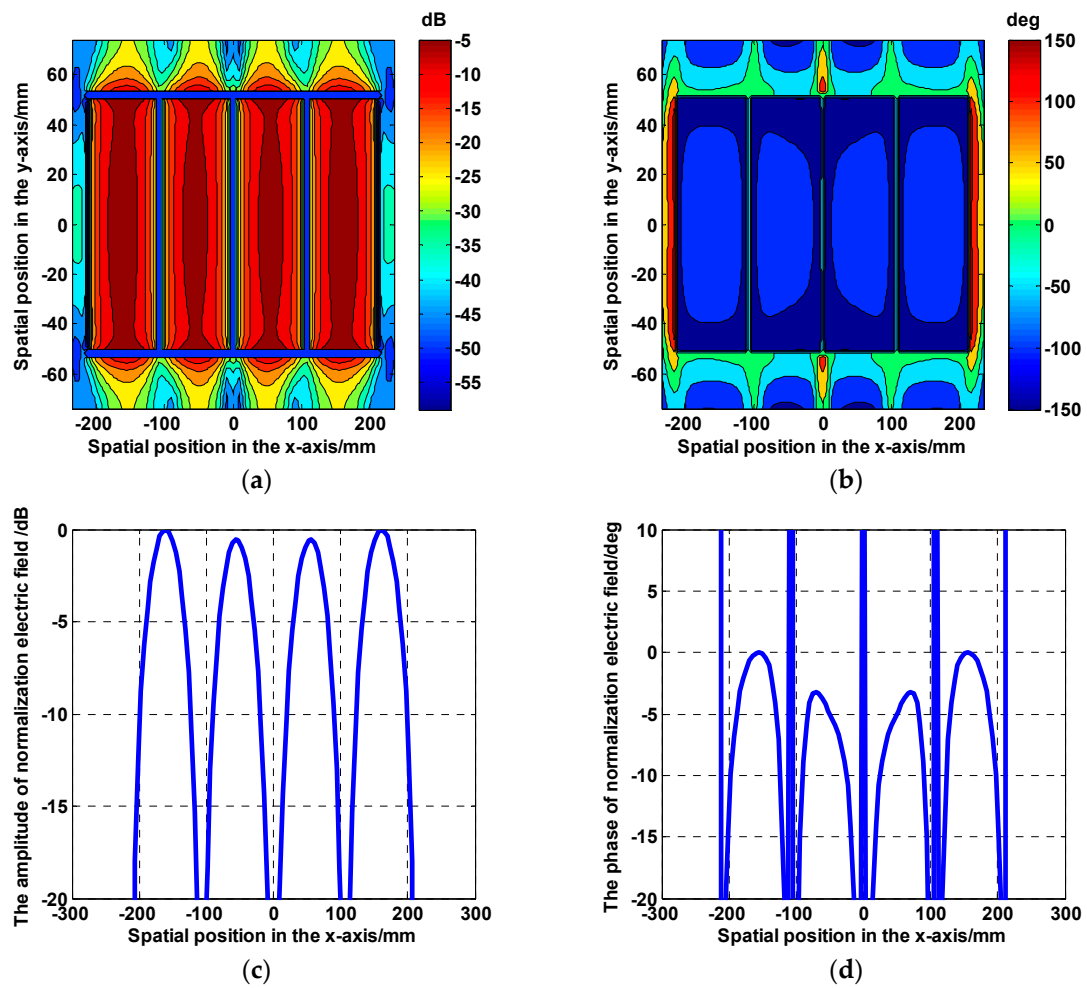 dB
-5
-10
-15
-20
-25
-30
-35
-40
-45
-50
-55
Spatial position in the y-axis/mm
60
40
20
0
-20
-40
-60
-200 -100 0 100 200
Spatial position in the x-axis/mm
(a)
deg
150
100
50
0
-50
-100
-150
Spatial position in the y-axis/mm
60
40
20
0
-20
-40
-60
-200 -100 0 100 200
Spatial position in the x-axis/mm
(b)
The amplitude of normalization electric field /dB
0
-5
-10
-15
-20
-300 -200 -100 0 100 200 300
Spatial position in the x-axis/mm
(c)
The phase of normalization electric field/deg
10
5
0
-5
-10
-15
-20
-300 -200 -100 0 100 200 300
Spatial position in the x-axis/mm
(d)